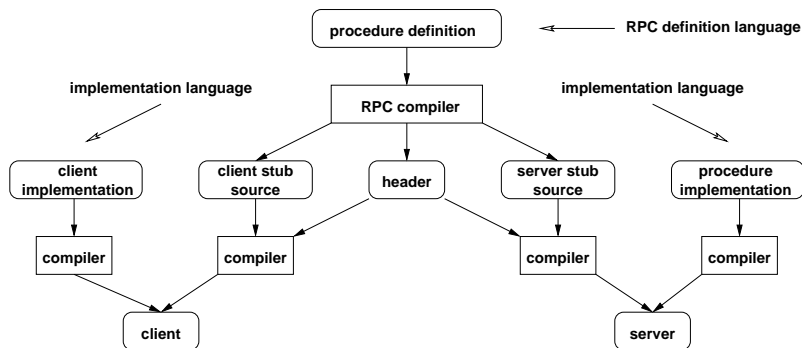 procedure definition
RPC definition language
implementation language
implementation language
RPC compiler
client
implementation
client stub
source
header
server stub
source
procedure
implementation
compiler
compiler
compiler
compiler
client
server